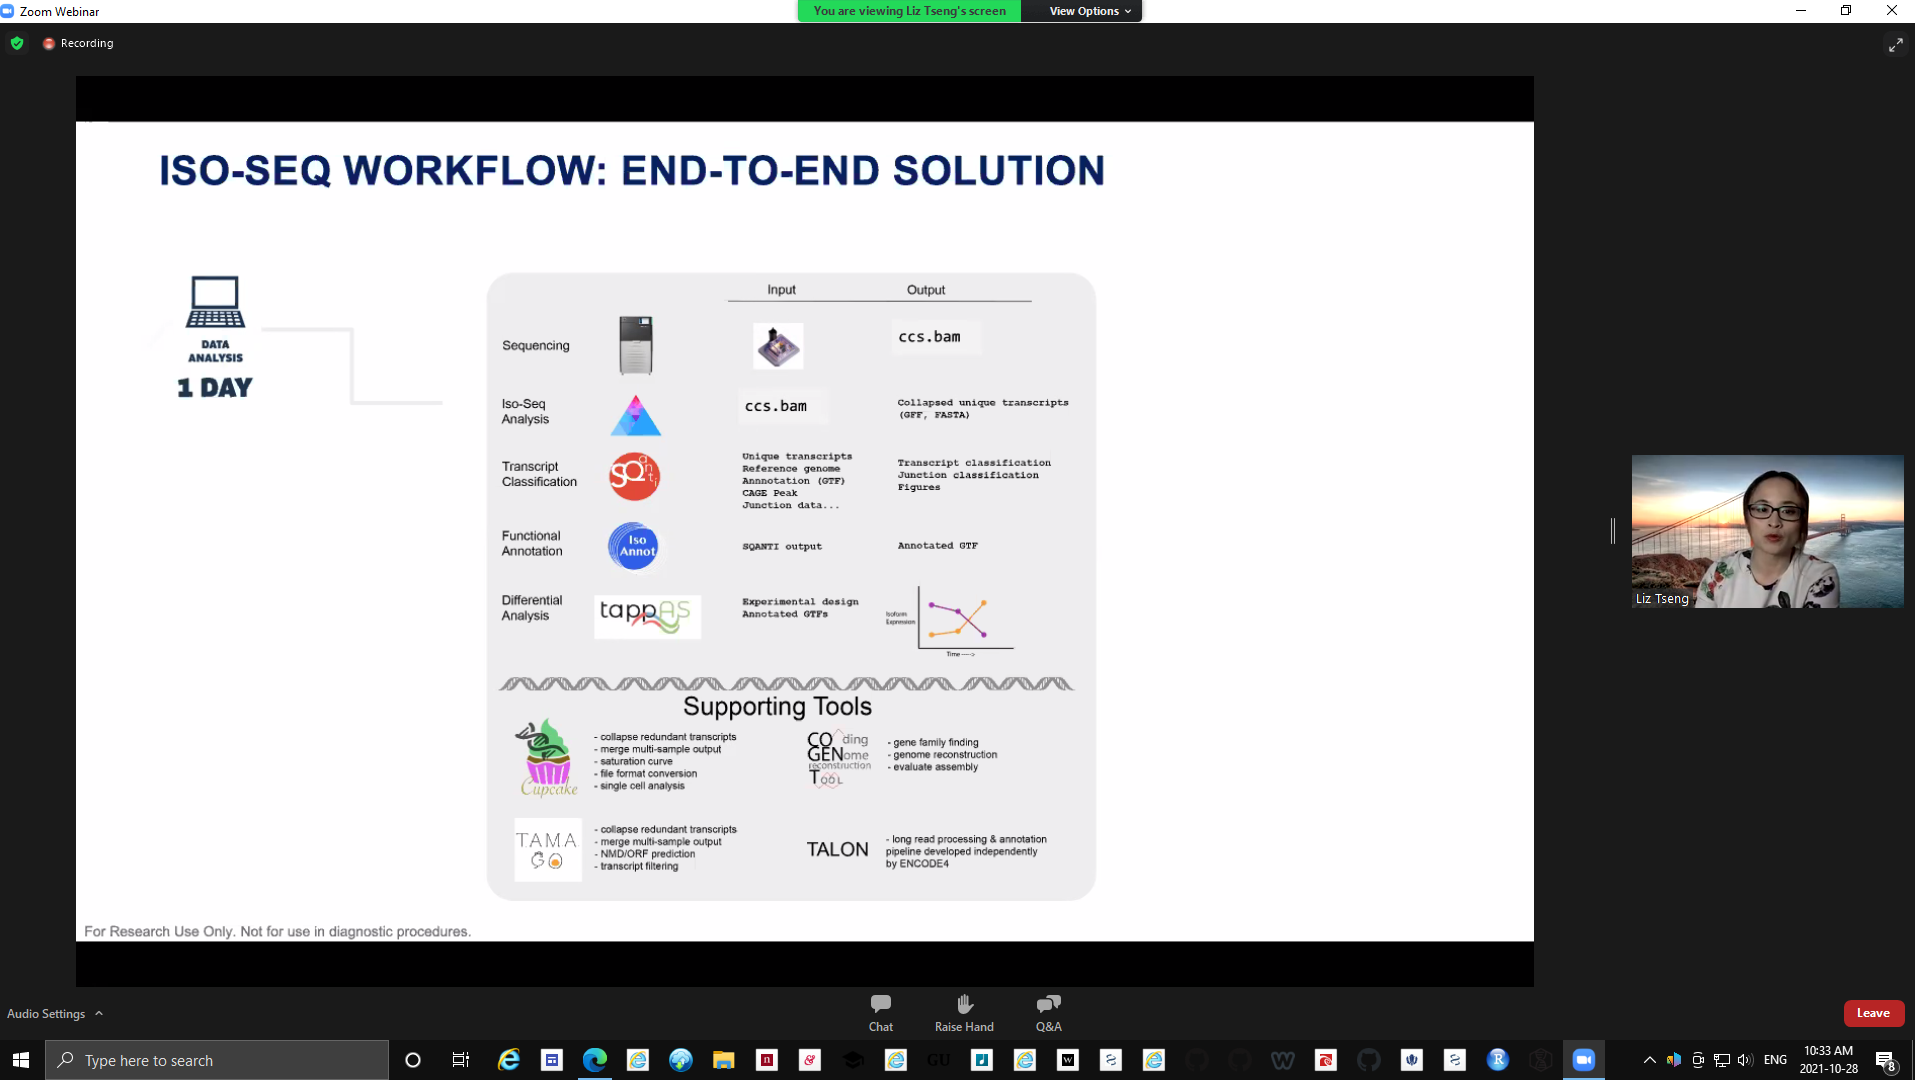 Zoom Webinar
You are viewing Liz Tseng's screen
View Options
Recording
ISO-SEQ WORKFLOW: END-TO-END SOLUTION
DATA
ANALYSIS
1 DAY
Input
Output
Sequencing
ccs.bam
Iso-Seq
Analysis
ccs.bam
Collapsed unique transcripts
(GFF, FASTA)
Transcript
Classification
SQanti
Unique transcripts
Reference genome
Annnotation (GTF)
CAGE Peak
Junction data...
Transcript classification
Junction classification
Figures
Functional
Annotation
Iso
Annot
SQANTI output
Annotated GTF
Differential
Analysis
tappAS
Experimental design
Annotated GTFs
Isoform
Expression
Time ---->
Supporting Tools
Cupcake
- collapse redundant transcripts
- merge multi-sample output
- saturation curve
- file format conversion
- single cell analysis
COding
GENome
reconstruction
TOOL
- gene family finding
- genome reconstruction
- evaluate assembly
TAMA
GO
- collapse redundant transcripts
- merge multi-sample output
- NMD/ORF prediction
- transcript filtering
TALON
- long read processing & annotation
pipeline developed independently
by ENCODE4
For Research Use Only. Not for use in diagnostic procedures.
Liz Tseng
Audio Settings
Chat
Raise Hand
Q&A
Leave
Type here to search
GU
ENG
10:33 AM
2021-10-28
8